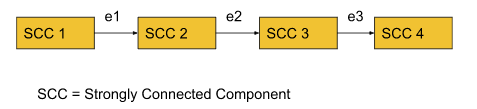 e1 e2 e3
SCC 1 SCC 2 SCC 3 SCC 4
SCC = Strongly Connected Component